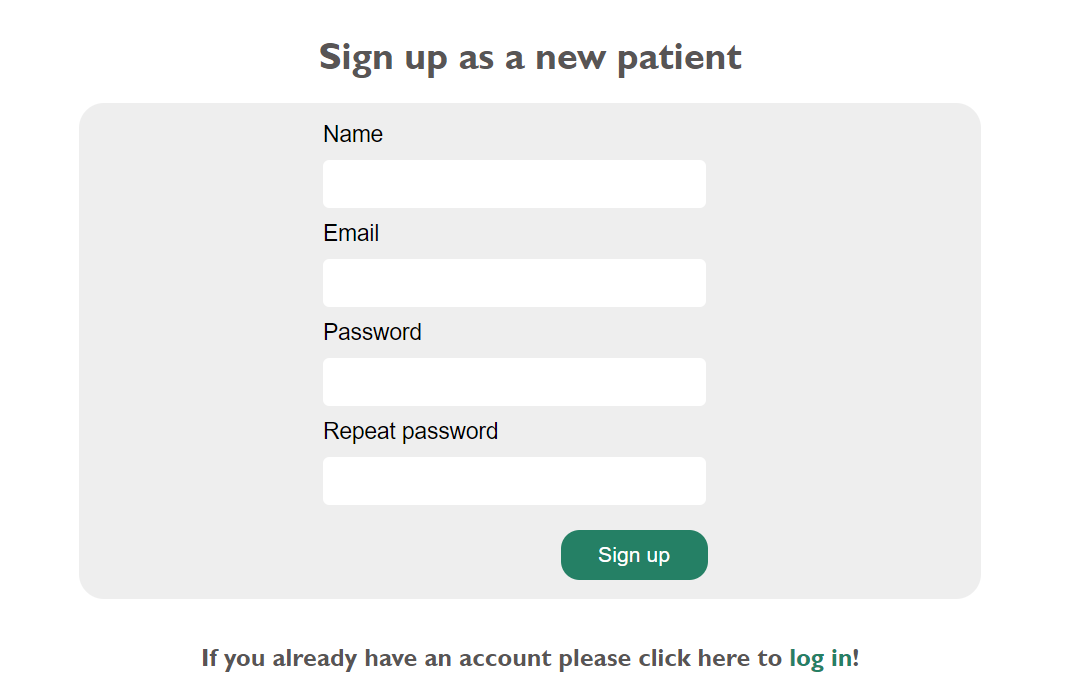 Sign up as a new patient
Name
Email
Password
Repeat password
Sign up
If you already have an account please click here to log in!